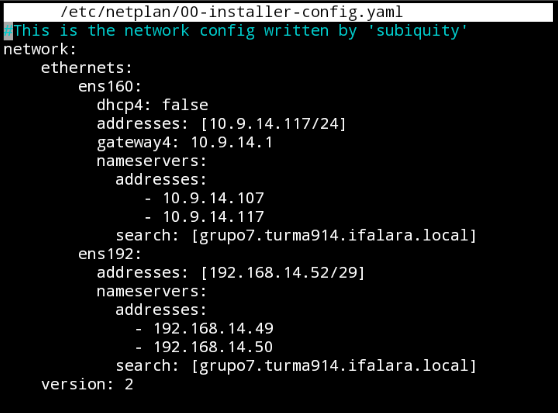 /etc/netplan/00-installer-config.yaml
#This is the network config written by 'subiquity'
network:
    ethernets:
        ens160:
          dhcp4: false
          addresses: [10.9.14.117/24]
          gateway4: 10.9.14.1
          nameservers:
            addresses:
               - 10.9.14.107
               - 10.9.14.117
            search: [grupo7.turma914.ifalara.local]
        ens192:
          addresses: [192.168.14.52/29]
          nameservers:
            addresses:
              - 192.168.14.49
              - 192.168.14.50
            search: [grupo7.turma914.ifalara.local]
    version: 2